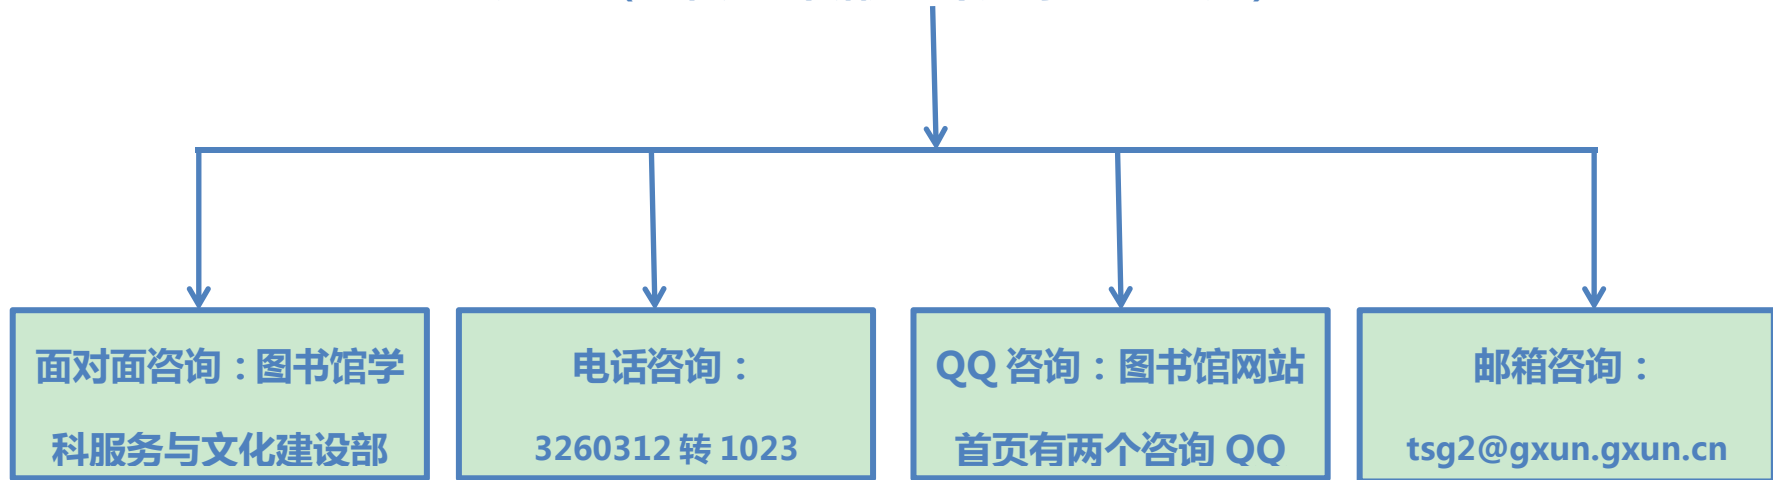 面对面咨询：图书馆学
科服务与文化建设部
电话咨询：
3260312 转 1023
QQ 咨询：图书馆网站
首页有两个咨询 QQ
邮箱咨询：
tsg2@gxun.gxun.cn